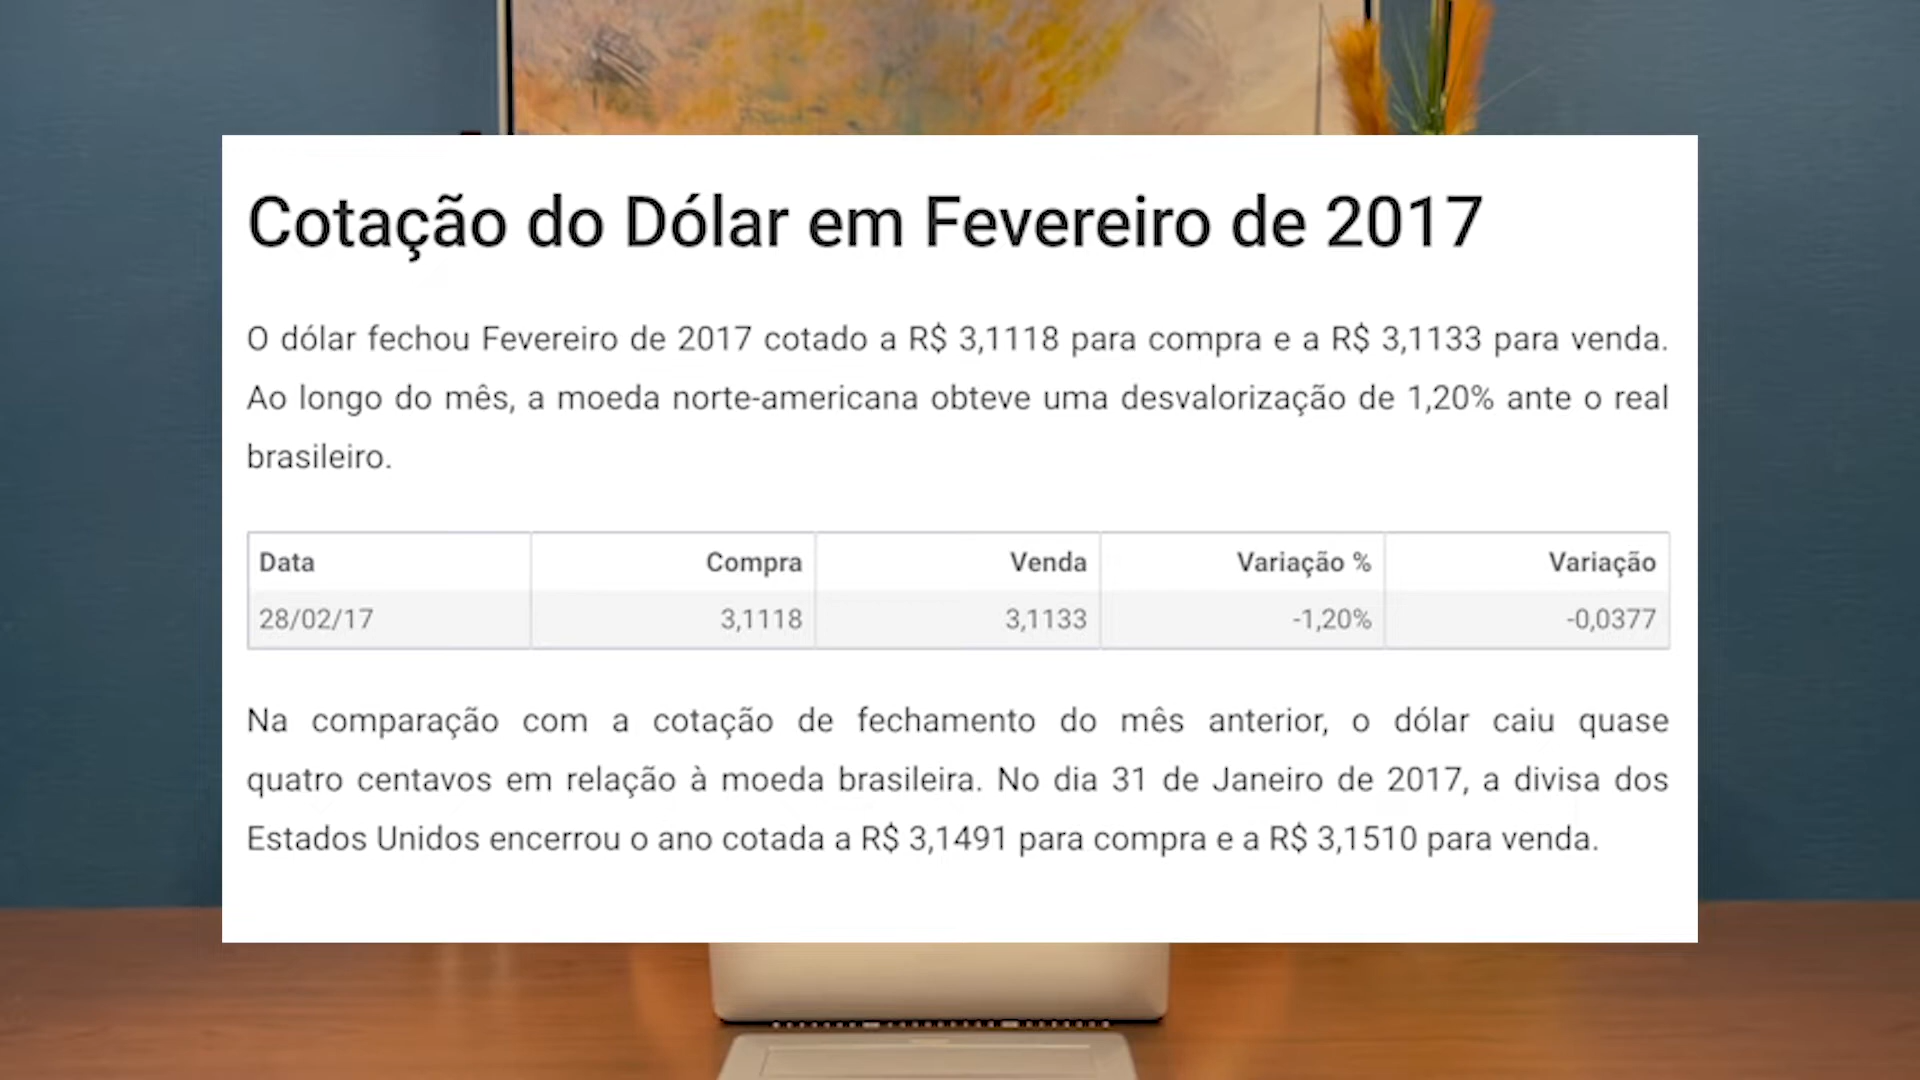 Cotação do Dólar em Fevereiro de 2017
O dólar fechou Fevereiro de 2017 cotado a R$ 3,1118 para compra e a R$ 3,1133 para venda.
Ao longo do mês, a moeda norte-americana obteve uma desvalorização de 1,20% ante o real
brasileiro.
Data Compra Venda Variação % Variação
28/02/17 3,1118 3,1133 -1,20% -0,0377
Na comparação com a cotação de fechamento do mês anterior, o dólar caiu quase
quatro centavos em relação à moeda brasileira. No dia 31 de Janeiro de 2017, a divisa dos
Estados Unidos encerrou o ano cotada a R$ 3,1491 para compra e a R$ 3,1510 para venda.